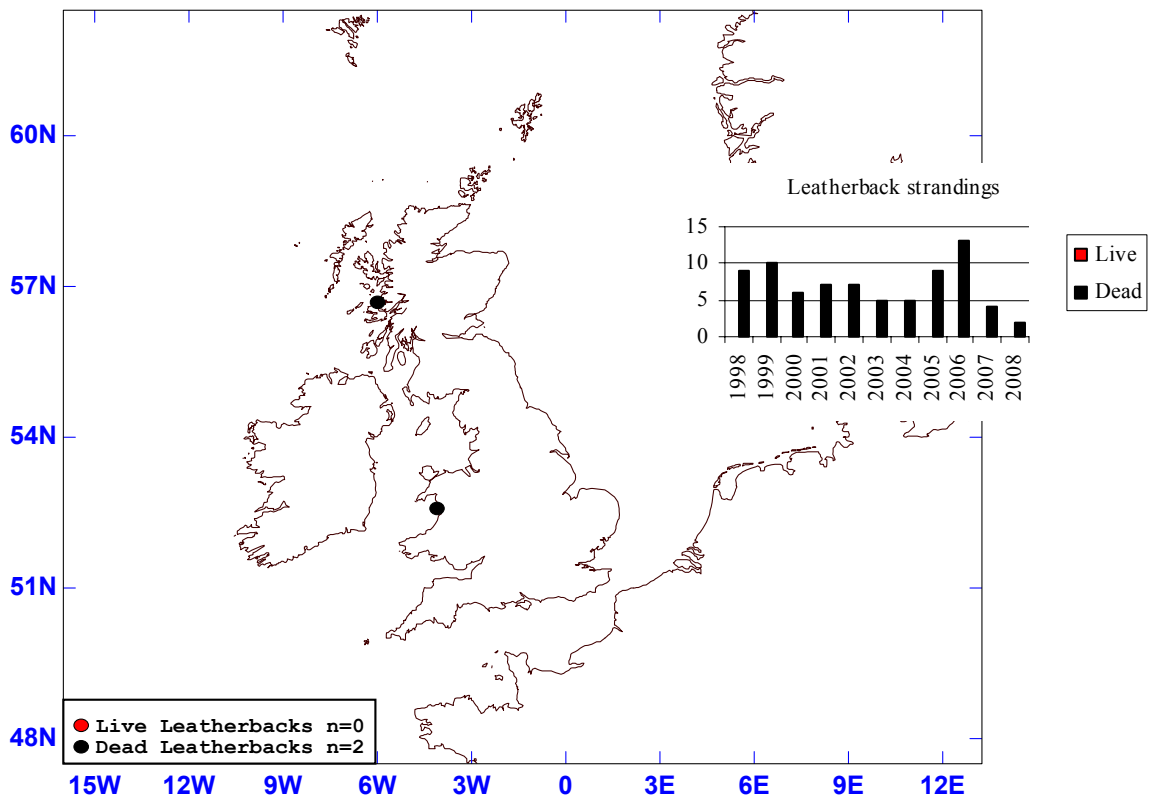 60N
57N
54N
51N
48N
Leatherback strandings
15
10
5
0
1998
1999
2000
2001
2002
2003
2004
2005
2006
2007
2008
Live
Dead
Live Leatherbacks n=0
Dead Leatherbacks n=2
15W 12W 9W 6W 3W 0 3E 6E 9E 12E